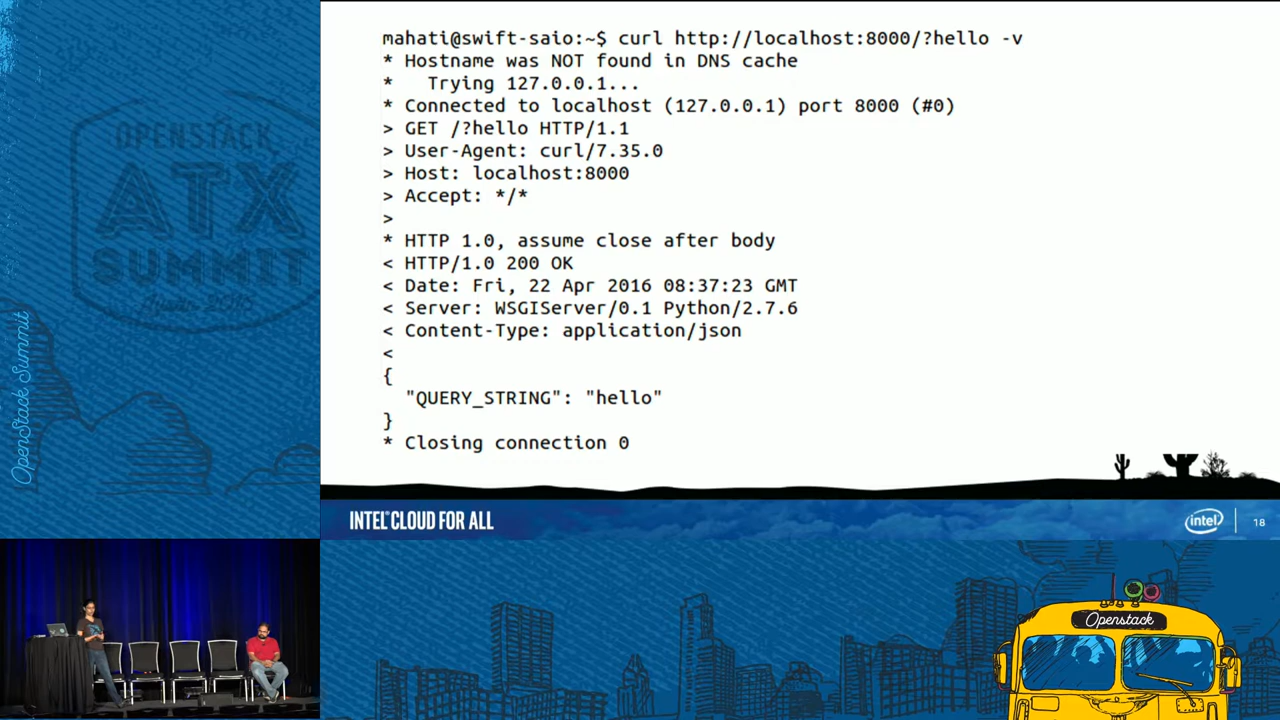 mahati@swift-saio:~$ curl http://localhost:8000/?hello -v
* Hostname was NOT found in DNS cache
*   Trying 127.0.0.1...
* Connected to localhost (127.0.0.1) port 8000 (#0)
> GET /?hello HTTP/1.1
> User-Agent: curl/7.35.0
> Host: localhost:8000
> Accept: */*
>
* HTTP 1.0, assume close after body
< HTTP/1.0 200 OK
< Date: Fri, 22 Apr 2016 08:37:23 GMT
< Server: WSGIServer/0.1 Python/2.7.6
< Content-Type: application/json
<
{
  "QUERY_STRING": "hello"
}
* Closing connection 0
INTEL® CLOUD FOR ALL
intel
18
OPENSTACK
ATX
SUMMIT
Austin 2016
OpenStack Summit
Openstack